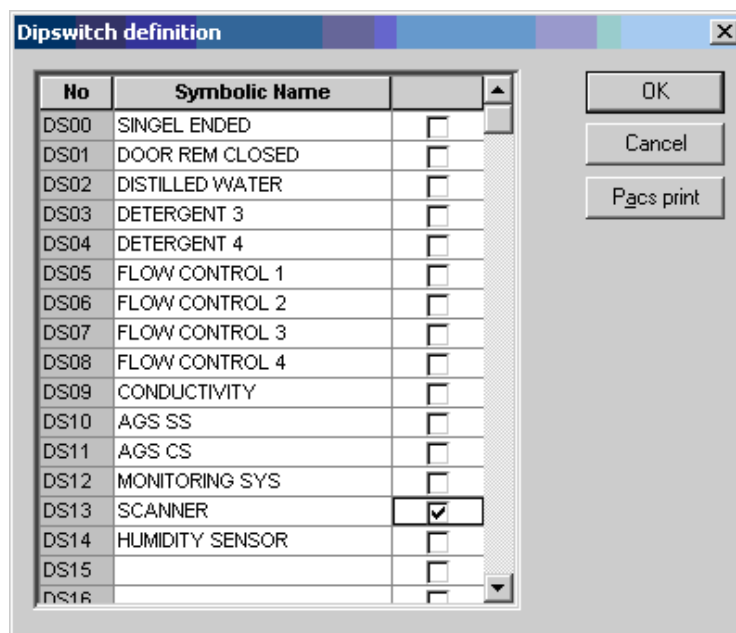 Dipswitch definition
No Symbolic Name
DS00 SINGEL ENDED
DS01 DOOR REM CLOSED
DS02 DISTILLED WATER
DS03 DETERGENT 3
DS04 DETERGENT 4
DS05 FLOW CONTROL 1
DS06 FLOW CONTROL 2
DS07 FLOW CONTROL 3
DS08 FLOW CONTROL 4
DS09 CONDUCTIVITY
DS10 AGS SS
DS11 AGS CS
DS12 MONITORING SYS
DS13 SCANNER
DS14 HUMIDITY SENSOR
DS15
DS16
OK
Cancel
Pacs print